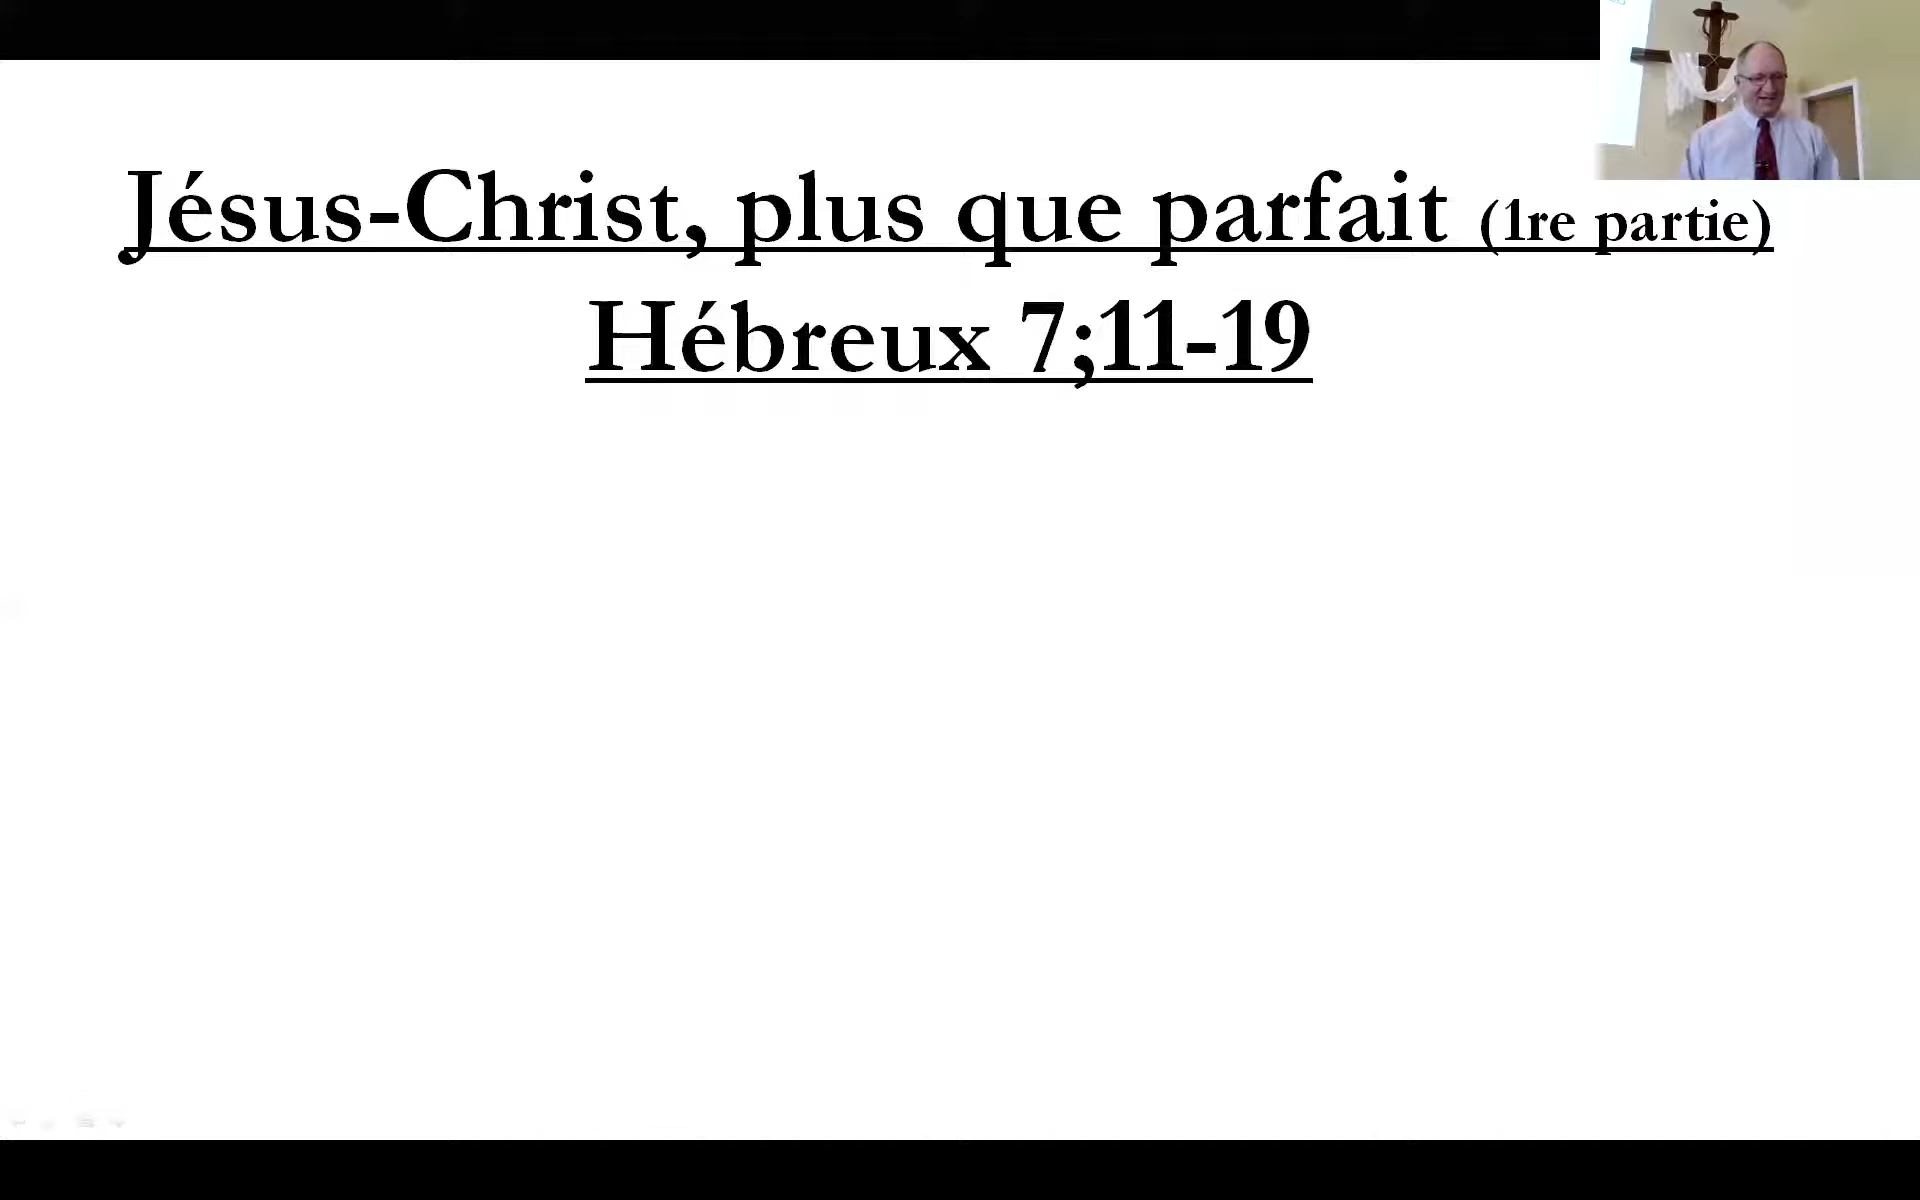 Jésus-Christ, plus que parfait (1re partie)
Hébreux 7;11-19